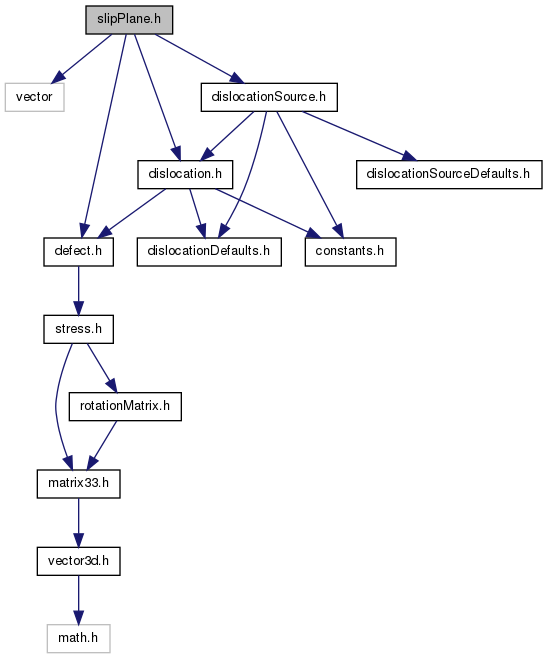 slipPlane.h
vector
dislocationSource.h
dislocation.h
dislocationSourceDefaults.h
defect.h
dislocationDefaults.h
constants.h
stress.h
rotationMatrix.h
matrix33.h
vector3d.h
math.h